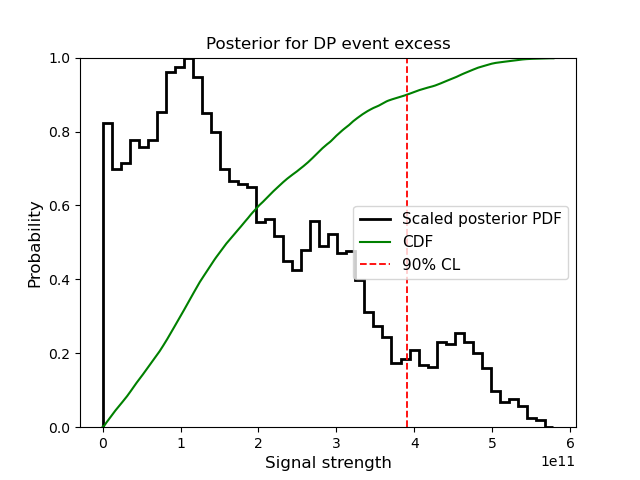 Posterior for DP event excess
1.0
0.8
0.6
0.4
0.2
0.0
Probability
Scaled posterior PDF
CDF
90% CL
0 1 2 3 4 5 6
1e11
Signal strength